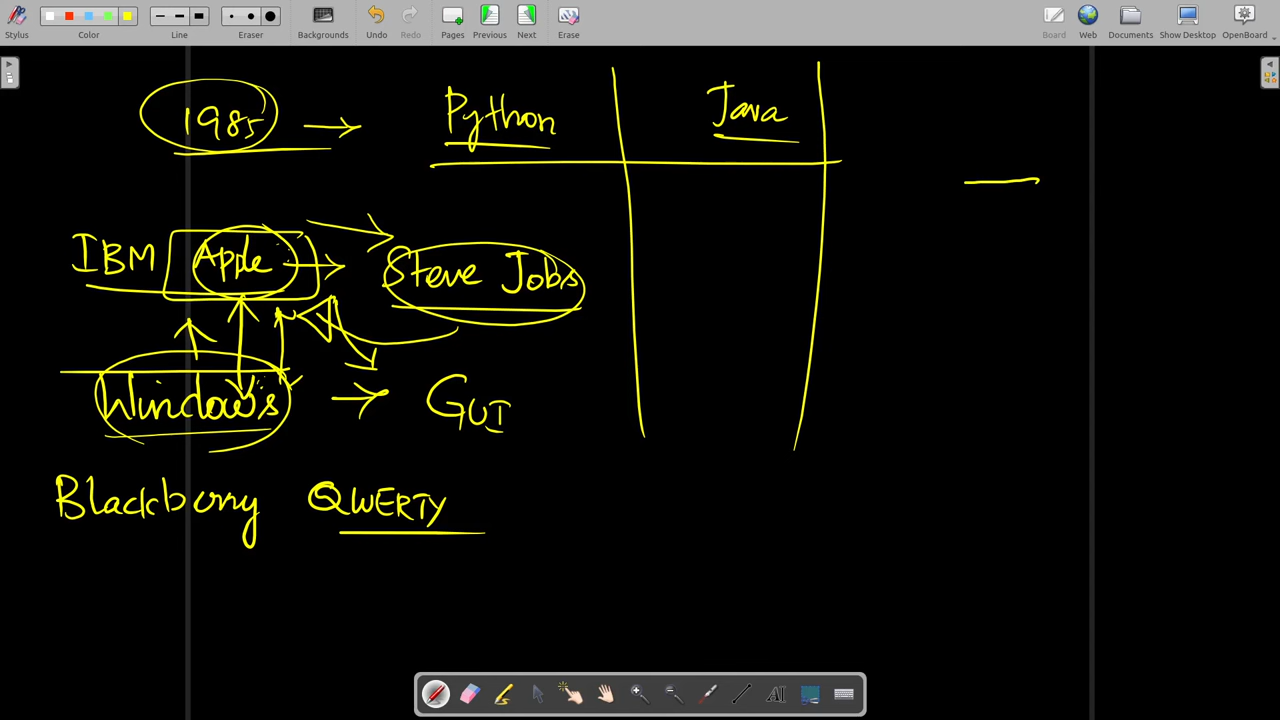 Stylus Color Line Eraser Backgrounds Undo Redo Pages Previous Next Erase Board Web Documents Show Desktop OpenBoard
1985 Python Java
IBM Apple Steve Jobs
Windows GUI
Blackberry QWERTY